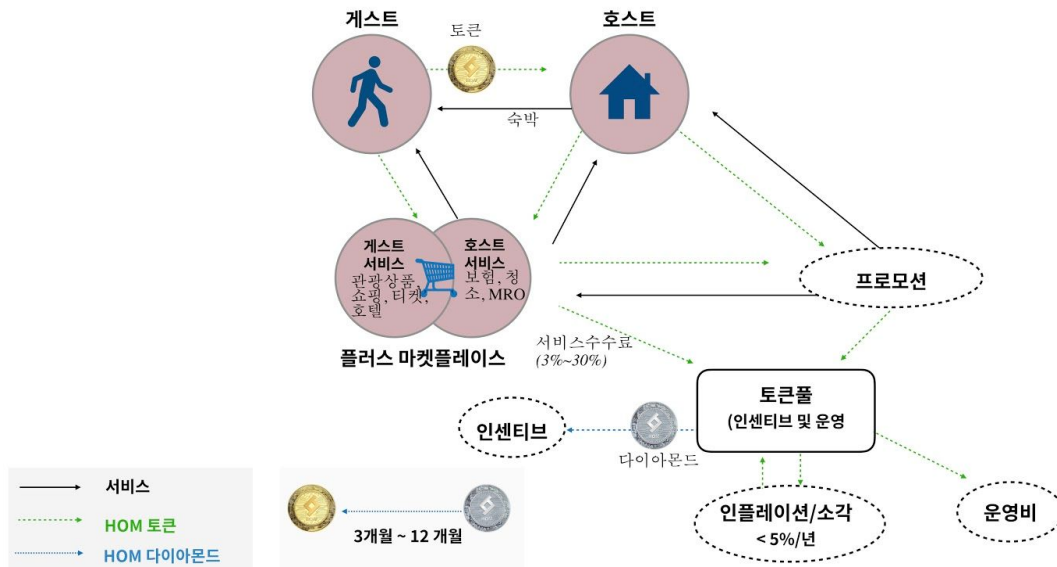 게스트
호스트
토큰
숙박
게스트
서비스
관광상품,
쇼핑, 티켓,
호텔
호스트
서비스
보험, 청
소, MRO
플러스 마켓플레이스
프로모션
서비스수수료
(3%~30%)
토큰풀
(인센티브 및 운영
인센티브
다이아몬드
인플레이션/소각
< 5%/년
운영비
서비스
HOM 토큰
HOM 다이아몬드
3개월 ~ 12 개월